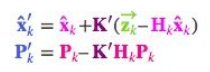 x̂′ₖ = x̂ₖ + K′(z⃗ₖ − Hₖx̂ₖ)
P′ₖ = Pₖ − K′HₖPₖ